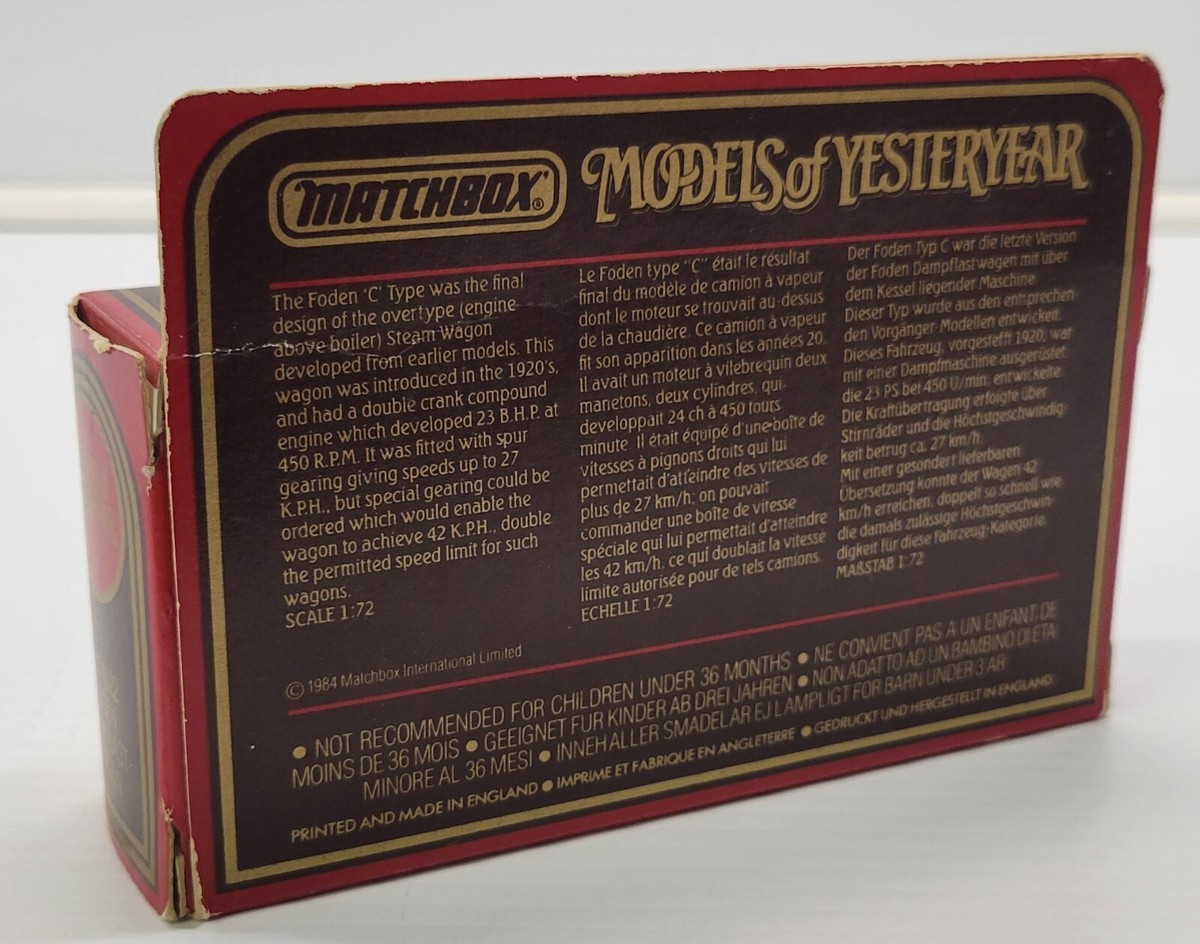 MATCHBOX®
MODELS of YESTERYEAR
The Foden 'C' Type was the final
design of the overtype (engine
above boiler) Steam Wagon
developed from earlier models. This
wagon was introduced in the 1920's,
and had a double crank compound
engine which developed 23 B.H.P. at
450 R.P.M. It was fitted with spur
gearing giving speeds up to 27
K.P.H., but special gearing could be
ordered which would enable the
wagon to achieve 42 K.P.H., double
the permitted speed limit for such
wagons.
SCALE 1:72
© 1984 Matchbox International Limited
Le Foden type "C" était le résultat
final du modèle de camion à vapeur
dont le moteur se trouvait au-dessus
de la chaudière. Ce camion à vapeur
fit son apparition dans les années 20.
Il avait un moteur à vilebrequin deux
manetons, deux cylindres, qui
developpait 24 ch à 450 tours
minute. Il était équipé d'une boîte de
vitesses à pignons droits qui lui
permettait d'atteindre des vitesses de
plus de 27 km/h; on pouvait
commander une boîte de vitesse
spéciale qui lui permettait d'atteindre
les 42 km/h, ce qui doublait la vitesse
limite autorisée pour de tels camions.
ECHELLE 1:72
Der Foden Typ C war die letzte Version
der Foden Dampflastwagen mit über
dem Kessel liegender Maschine
Dieser Typ wurde aus den entsprechen-
den Vorgänger-Modellen entwickelt.
Dieses Fahrzeug, vorgestellt 1920, war
mit einer Dampfmaschine ausgerüstet,
die 23 PS bei 450 U/min. entwickelte
Die Kraftübertragung erfolgte über
Stirnräder und die Höchstgeschwindig-
keit betrug ca. 27 km/h.
Mit einer gesondert lieferbaren
Übersetzung konnte der Wagen 42
km/h erreichen, doppelt so schnell wie
die damals zulässige Höchstgeschwin-
digkeit für diese Fahrzeug-Kategorie.
MAßSTAB 1:72
● NOT RECOMMENDED FOR CHILDREN UNDER 36 MONTHS ● NE CONVIENT PAS A UN ENFANT DE
MOINS DE 36 MOIS ● GEEIGNET FUR KINDER AB DREI JAHREN ● NON ADATTO AD UN BAMBINO DI ETA
MINORE AL 36 MESI ● INNEHALLER SMADELAR EJ LAMPLIGT FOR BARN UNDER 3 AR
PRINTED AND MADE IN ENGLAND ● IMPRIME ET FABRIQUE EN ANGLETERRE ● GEDRUCKT UND HERGESTELLT IN ENGLAND.